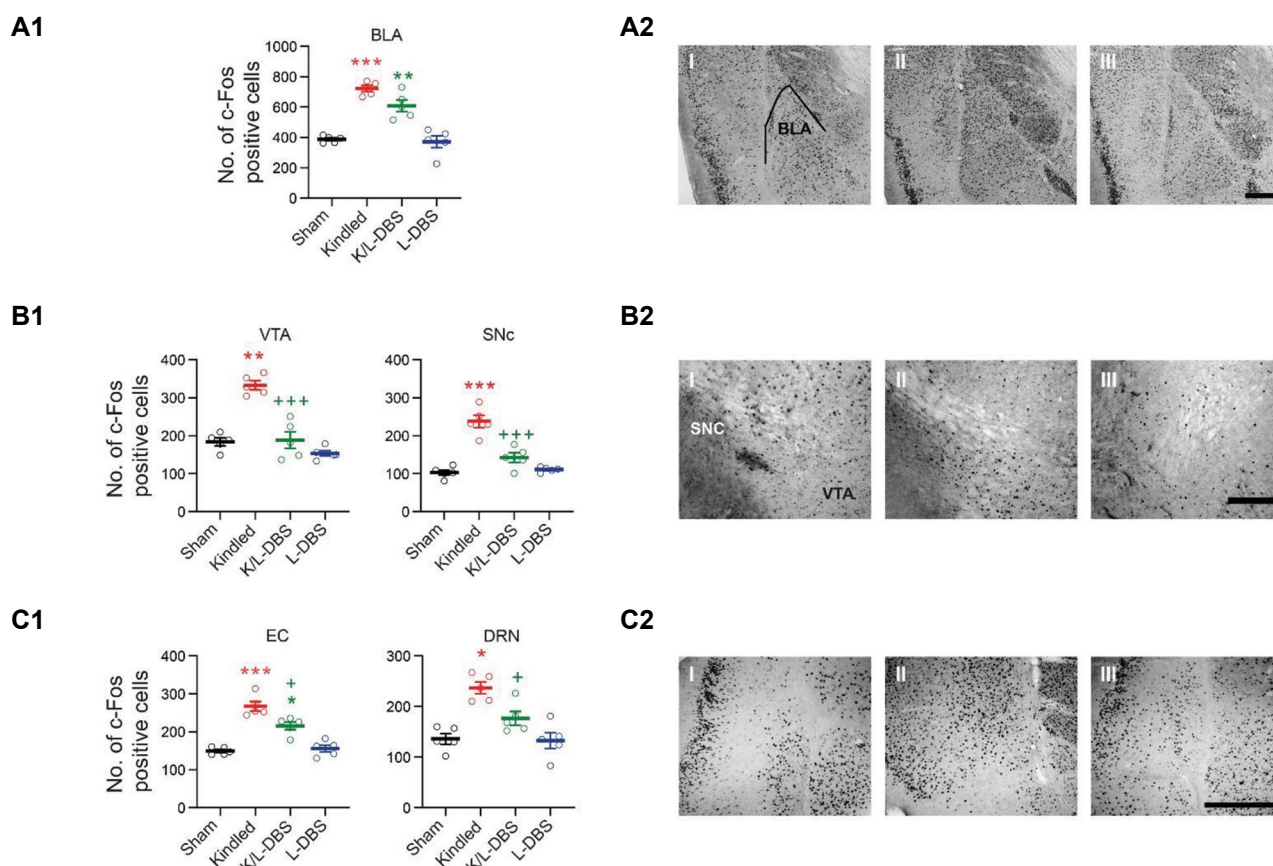 A1
BLA
No. of c-Fos
positive cells
1000
800
600
400
200
0
***
**
Sham
Kindled
K/L-DBS
L-DBS
A2
I
BLA
II
III
B1
VTA
No. of c-Fos
positive cells
400
300
200
100
0
**
+++
Sham
Kindled
K/L-DBS
L-DBS
SNc
400
300
200
100
0
***
+++
Sham
Kindled
K/L-DBS
L-DBS
B2
I
SNC
VTA
II
III
C1
EC
No. of c-Fos
positive cells
400
300
200
100
0
***
+
*
Sham
Kindled
K/L-DBS
L-DBS
DRN
300
200
100
0
*
+
Sham
Kindled
K/L-DBS
L-DBS
C2
I
II
III